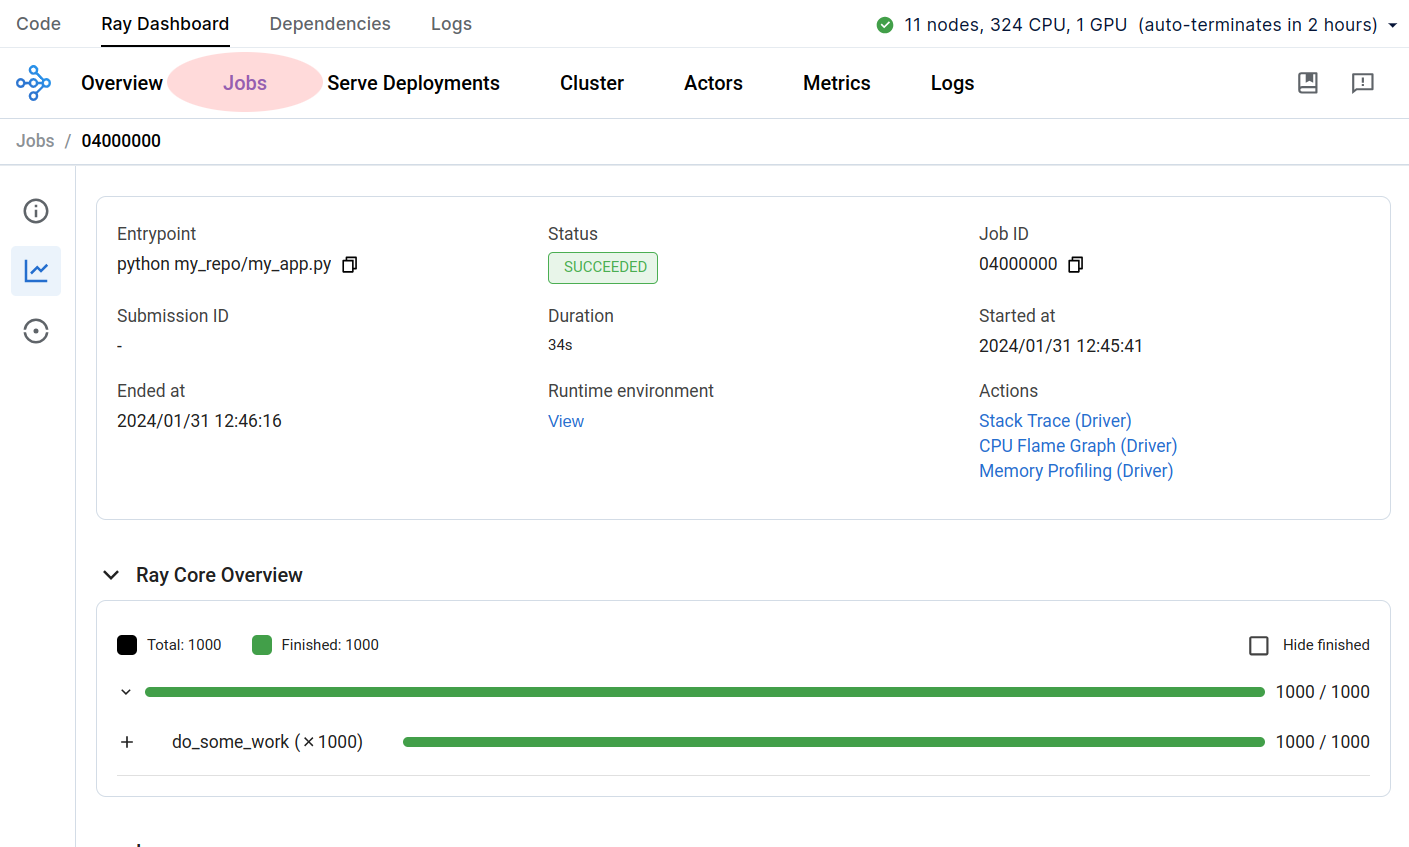 Code Ray Dashboard Dependencies Logs 11 nodes, 324 CPU, 1 GPU (auto-terminates in 2 hours)
Overview Jobs Serve Deployments Cluster Actors Metrics Logs
Jobs / 04000000
Entrypoint Status Job ID
python my_repo/my_app.py SUCCEEDED 04000000
Submission ID Duration Started at
- 34s 2024/01/31 12:45:41
Ended at Runtime environment Actions
2024/01/31 12:46:16 View Stack Trace (Driver)
CPU Flame Graph (Driver)
Memory Profiling (Driver)
Ray Core Overview
Total: 1000 Finished: 1000 Hide finished
1000 / 1000
do_some_work (×1000) 1000 / 1000